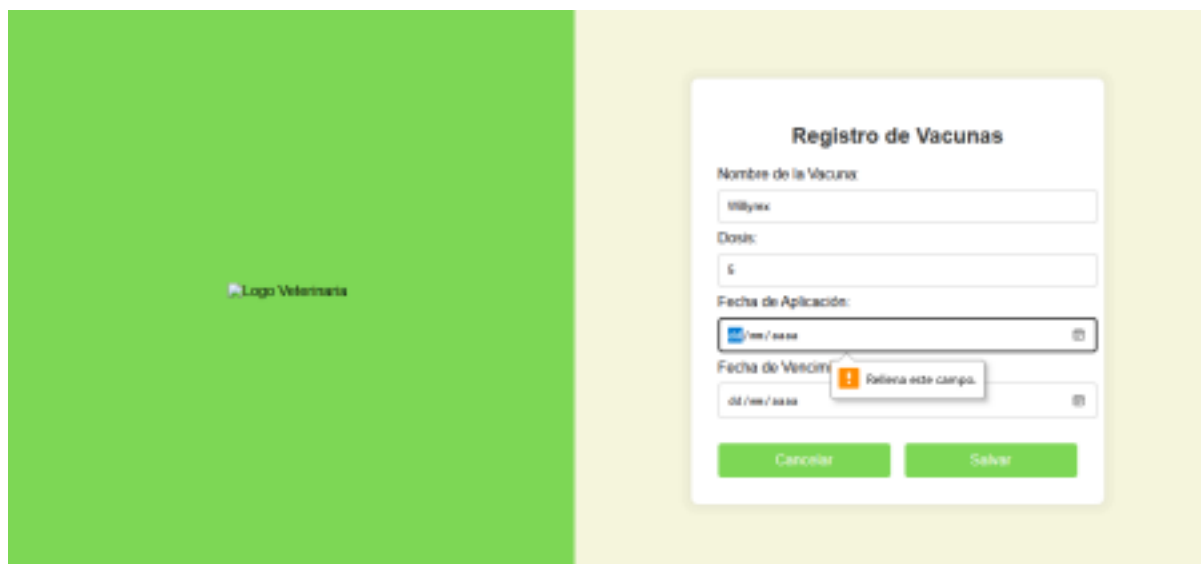 Logo Veterinaria
Registro de Vacunas
Nombre de la Vacuna:
Willyrex
Dosis:
5
Fecha de Aplicación:
dd/mm/aaaa
Rellena este campo.
Fecha de Vencim
dd/mm/aaaa
Cancelar
Salvar